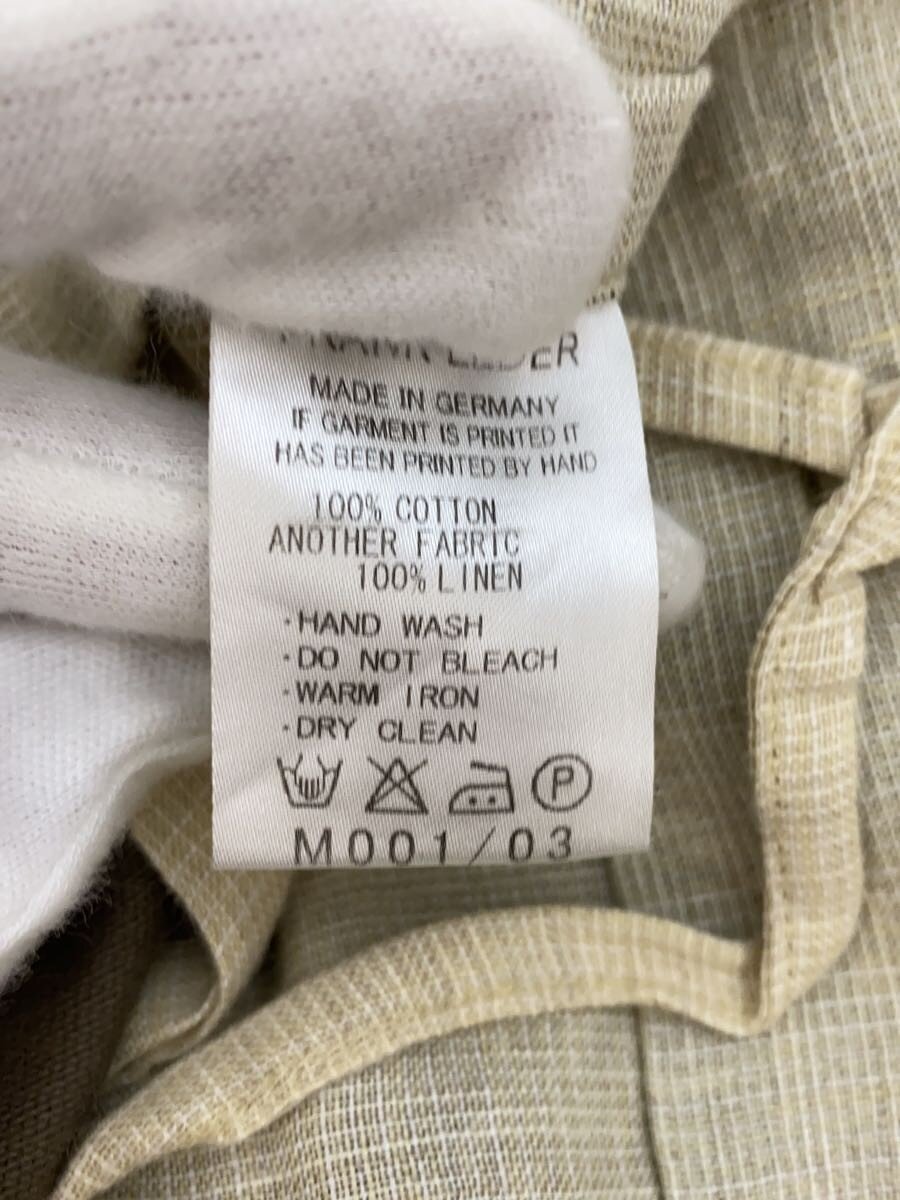 MADE IN GERMANY
IF GARMENT IS PRINTED IT
HAS BEEN PRINTED BY HAND
100% COTTON
ANOTHER FABRIC
100% LINEN
·HAND WASH
·DO NOT BLEACH
·WARM IRON
·DRY CLEAN
P
M001/03